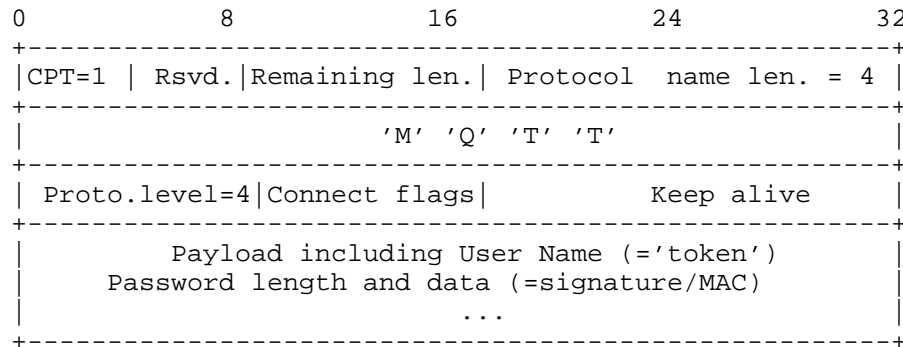 0            8            16             24             32
+------------------------------------------------------+
|CPT=1 | Rsvd.|Remaining len.| Protocol  name len. = 4 |
+------------------------------------------------------+
|                      'M' 'Q' 'T' 'T'                 |
+------------------------------------------------------+
| Proto.level=4|Connect flags|          Keep alive     |
+------------------------------------------------------+
|         Payload including User Name (='token')       |
|     Password length and data (=signature/MAC)        |
|                           ...                        |
+------------------------------------------------------+